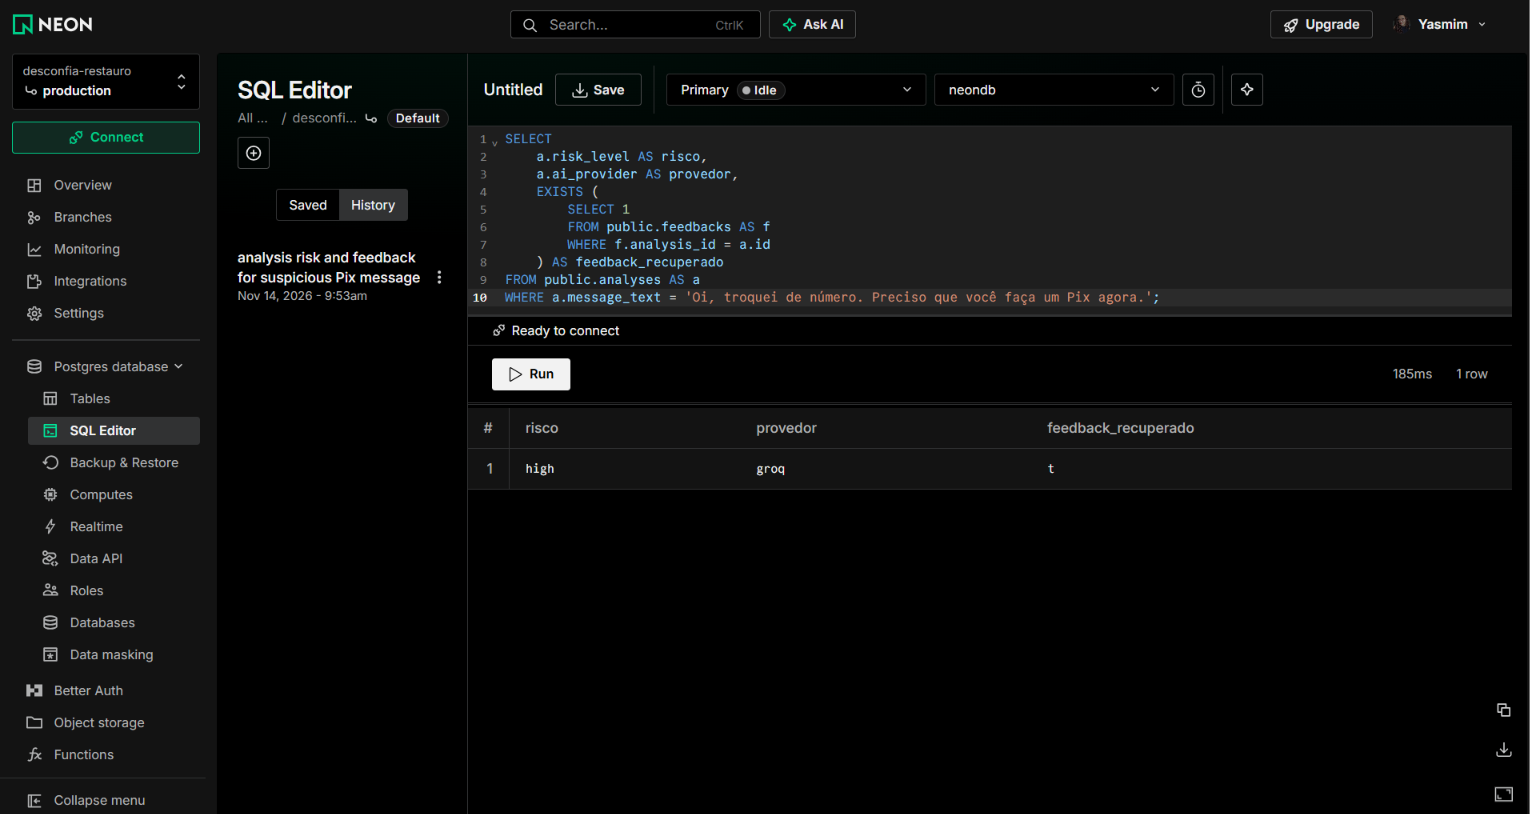 NEON
Search...
CtrlK
Ask AI
Upgrade
Yasmim
desconfia-restauro
production
Connect
Overview
Branches
Monitoring
Integrations
Settings
Postgres database
Tables
SQL Editor
Backup & Restore
Computes
Realtime
Data API
Roles
Databases
Data masking
Better Auth
Object storage
Functions
Collapse menu
SQL Editor
All ... / desconfi... Default
Saved
History
analysis risk and feedback
for suspicious Pix message
Nov 14, 2026 - 9:53am
Untitled
Save
Primary Idle
neondb
1 SELECT
2 a.risk_level AS risco,
3 a.ai_provider AS provedor,
4 EXISTS (
5 SELECT 1
6 FROM public.feedbacks AS f
7 WHERE f.analysis_id = a.id
8 ) AS feedback_recuperado
9 FROM public.analyses AS a
10 WHERE a.message_text = 'Oi, troquei de número. Preciso que você faça um Pix agora.';
Ready to connect
Run
185ms
1 row
# risco provedor feedback_recuperado
1 high groq t